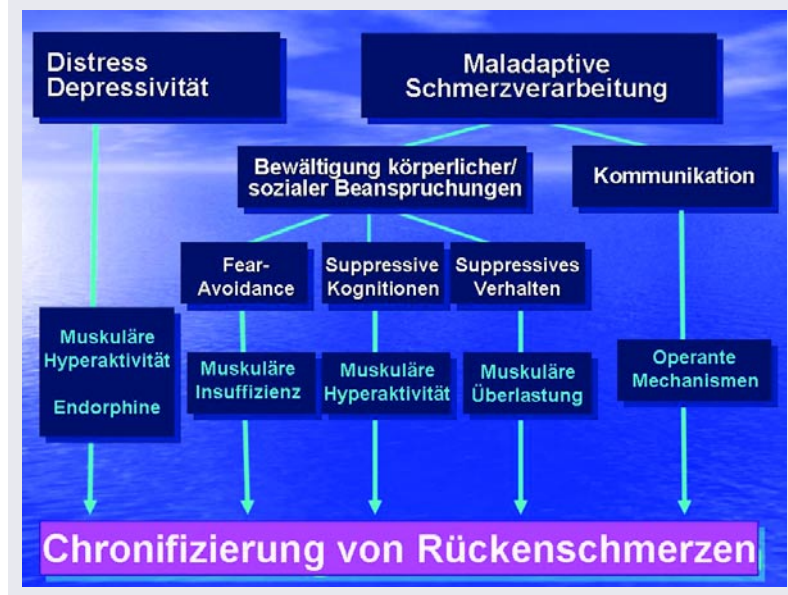 Distress
Depressivität
Maladaptive
Schmerzverarbeitung
Bewältigung körperlicher/
sozialer Beanspruchungen
Kommunikation
Fear-
Avoidance
Suppressive
Kognitionen
Suppressives
Verhalten
Muskuläre
Hyperaktivität
Endorphine
Muskuläre
Insuffizienz
Muskuläre
Hyperaktivität
Muskuläre
Überlastung
Operante
Mechanismen
Chronifizierung von Rückenschmerzen